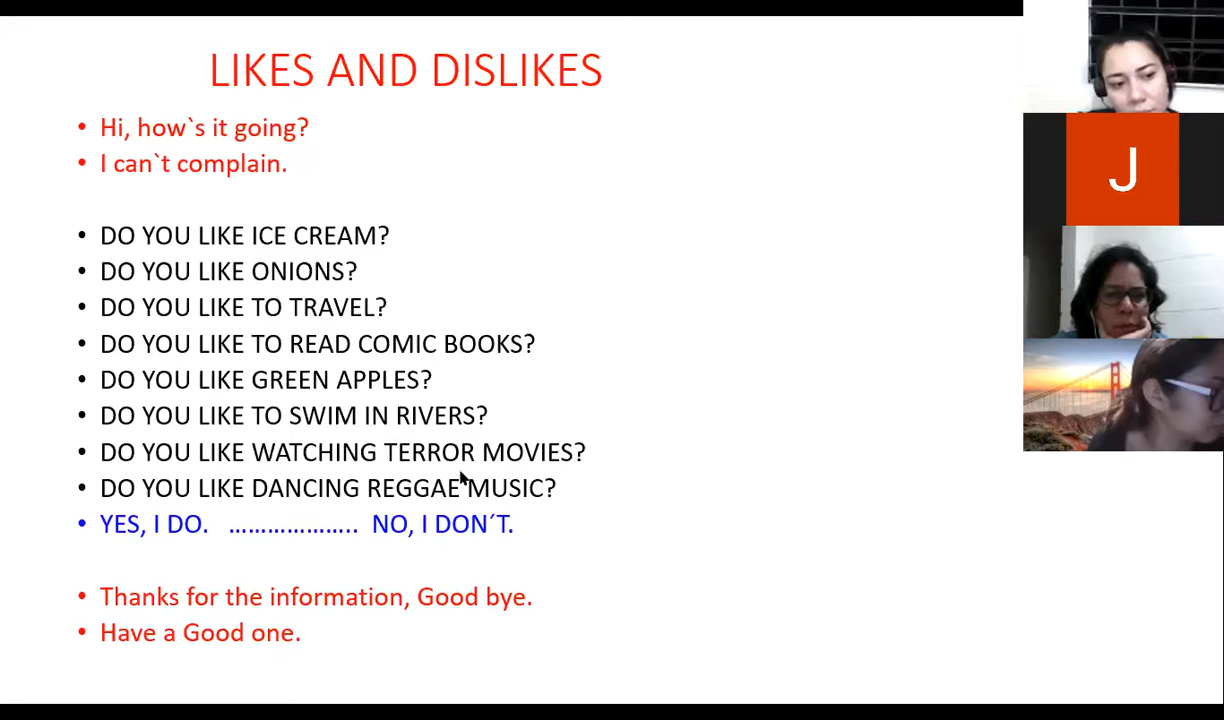 LIKES AND DISLIKES
• Hi, how`s it going?
• I can`t complain.
• DO YOU LIKE ICE CREAM?
• DO YOU LIKE ONIONS?
• DO YOU LIKE TO TRAVEL?
• DO YOU LIKE TO READ COMIC BOOKS?
• DO YOU LIKE GREEN APPLES?
• DO YOU LIKE TO SWIM IN RIVERS?
• DO YOU LIKE WATCHING TERROR MOVIES?
• DO YOU LIKE DANCING REGGAE MUSIC?
• YES, I DO. ……………….. NO, I DON´T.
• Thanks for the information, Good bye.
• Have a Good one.
J